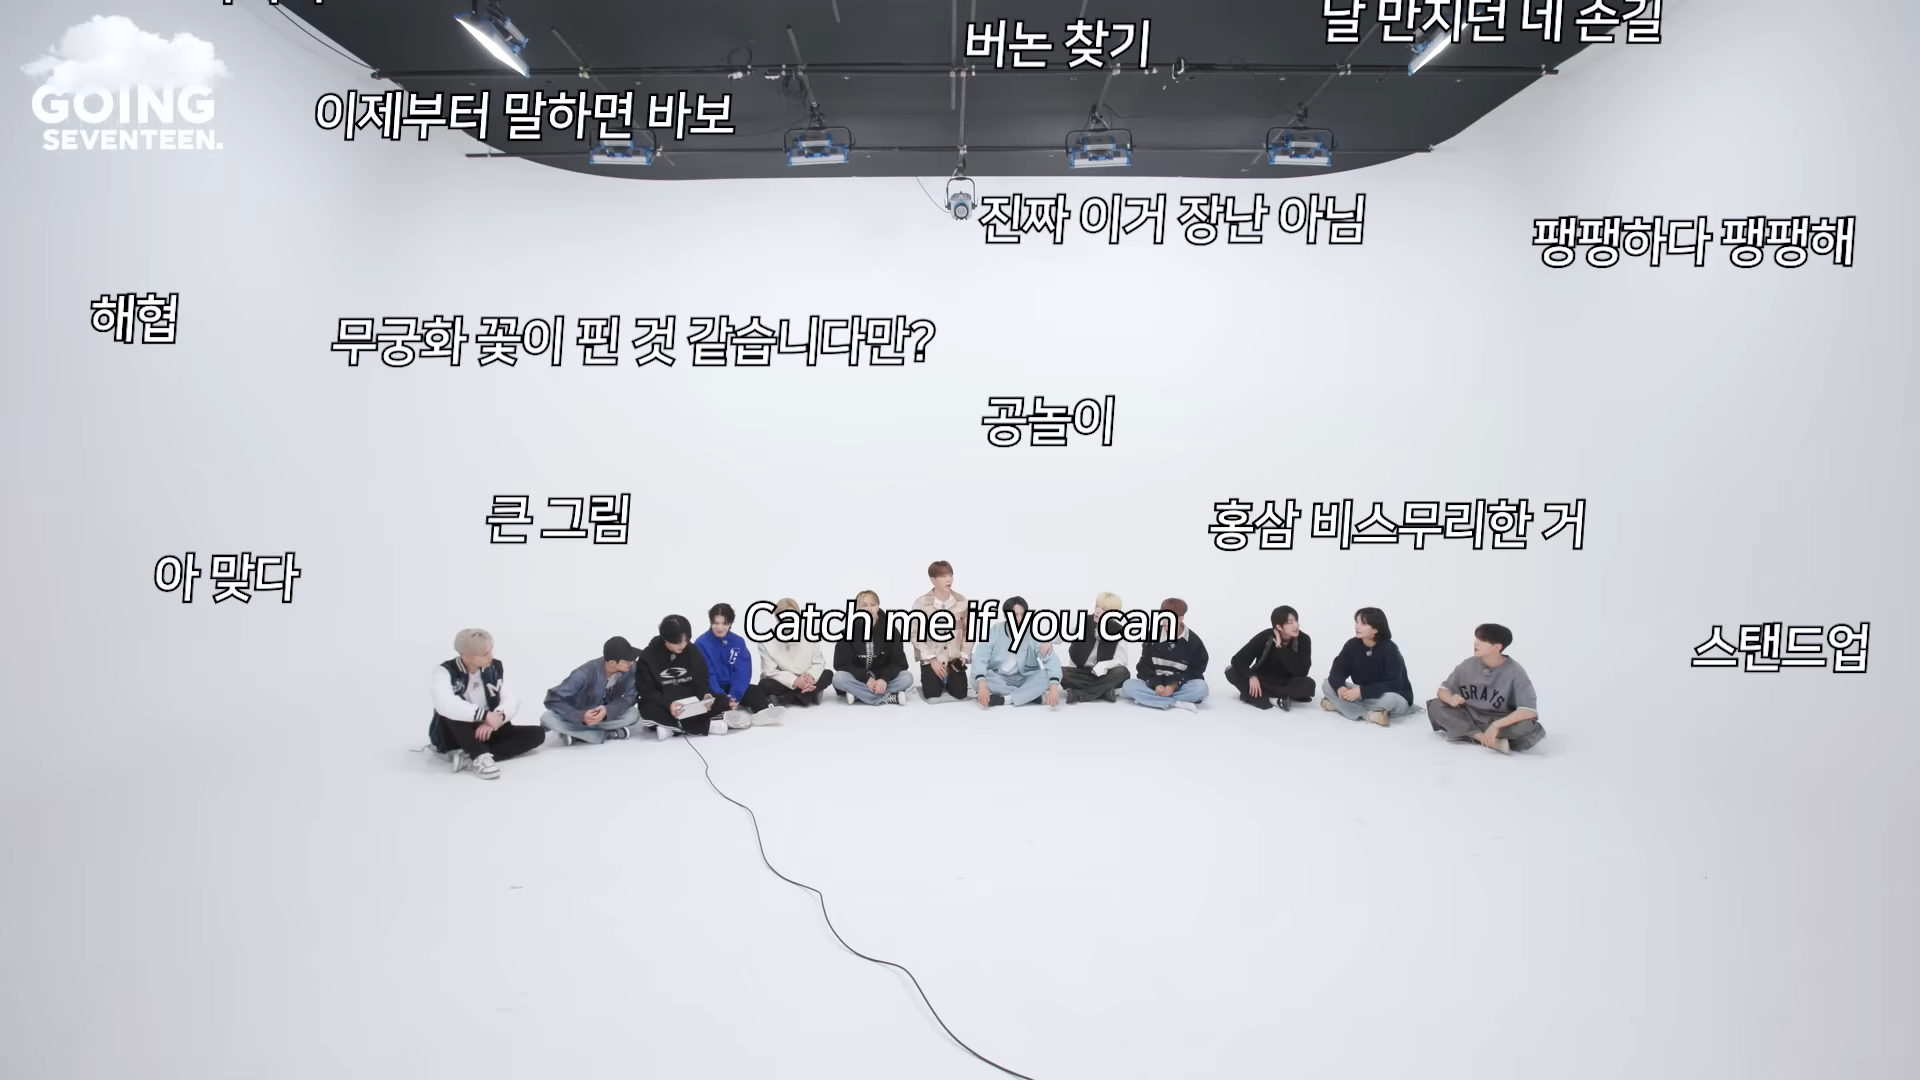 버논 찾기
날 만지던 네 손길
GOING
SEVENTEEN.
이제부터 말하면 바보
진짜 이거 장난 아님
팽팽하다 팽팽해
해협
무궁화 꽃이 핀 것 같습니다만?
공놀이
큰 그림
홍삼 비스무리한 거
아 맞다
Catch me if you can
스탠드업
GRAYS